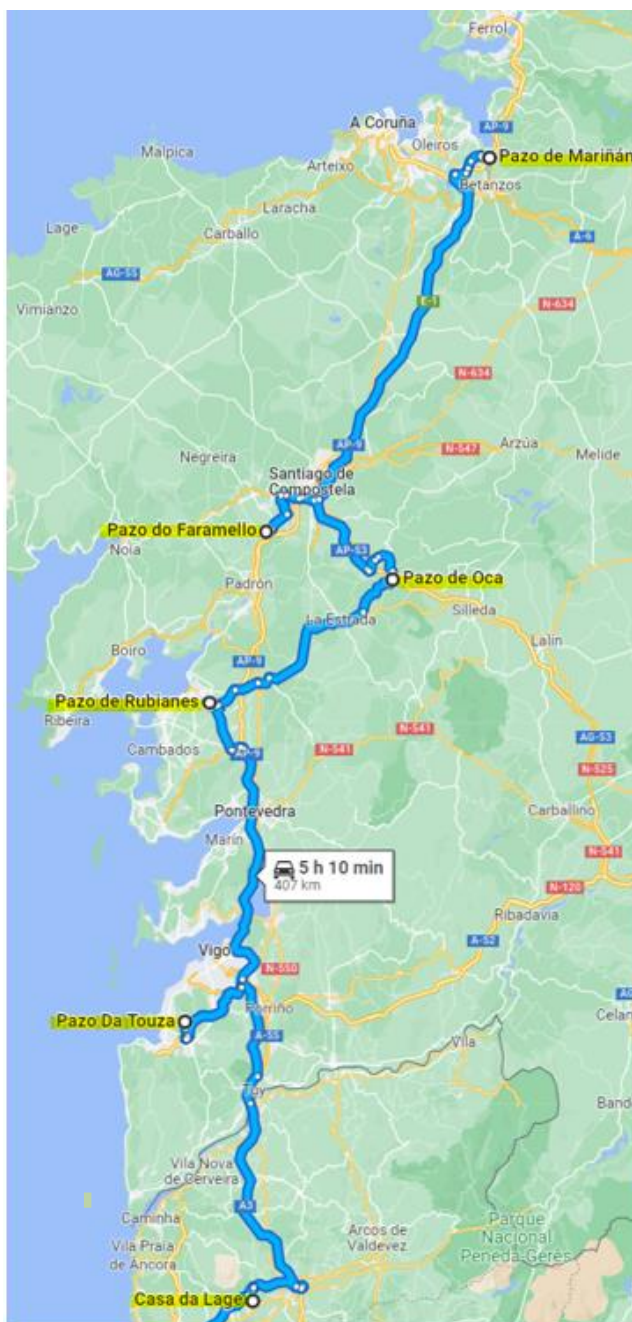 Ferrol
AP-9
A Coruña
Oleiros
Pazo de Mariñán
Malpica
Arteixo
Betanzos
Laracha
Lage
Carballo
A-6
AG-55
Vimianzo
E-1
N-634
N-634
AP-9
Arzúa
Negreira
N-547
Melide
Santiago de
Compostela
Pazo do Faramello
Noia
AP-53
Pazo de Oca
Padrón
Silleda
La Estrada
Lalín
Boiro
AP-9
Pazo de Rubianes
Ribeira
N-541
AG-53
Cambados
AP-9
N-541
N-525
Pontevedra
Carballino
Marín
N-541
5 h 10 min
407 km
N-120
Ribadavia
Vigo
A-52
N-550
Pazo Da Touza
Porriño
A-55
Celan
Vila
Tuy
Band
Vila Nova
de Cerveira
A3
Caminha
Parque
Nacional
Peneda-Gerês
Arcos de
Valdevez
Vila Praia
de Âncora
Casa da Lage